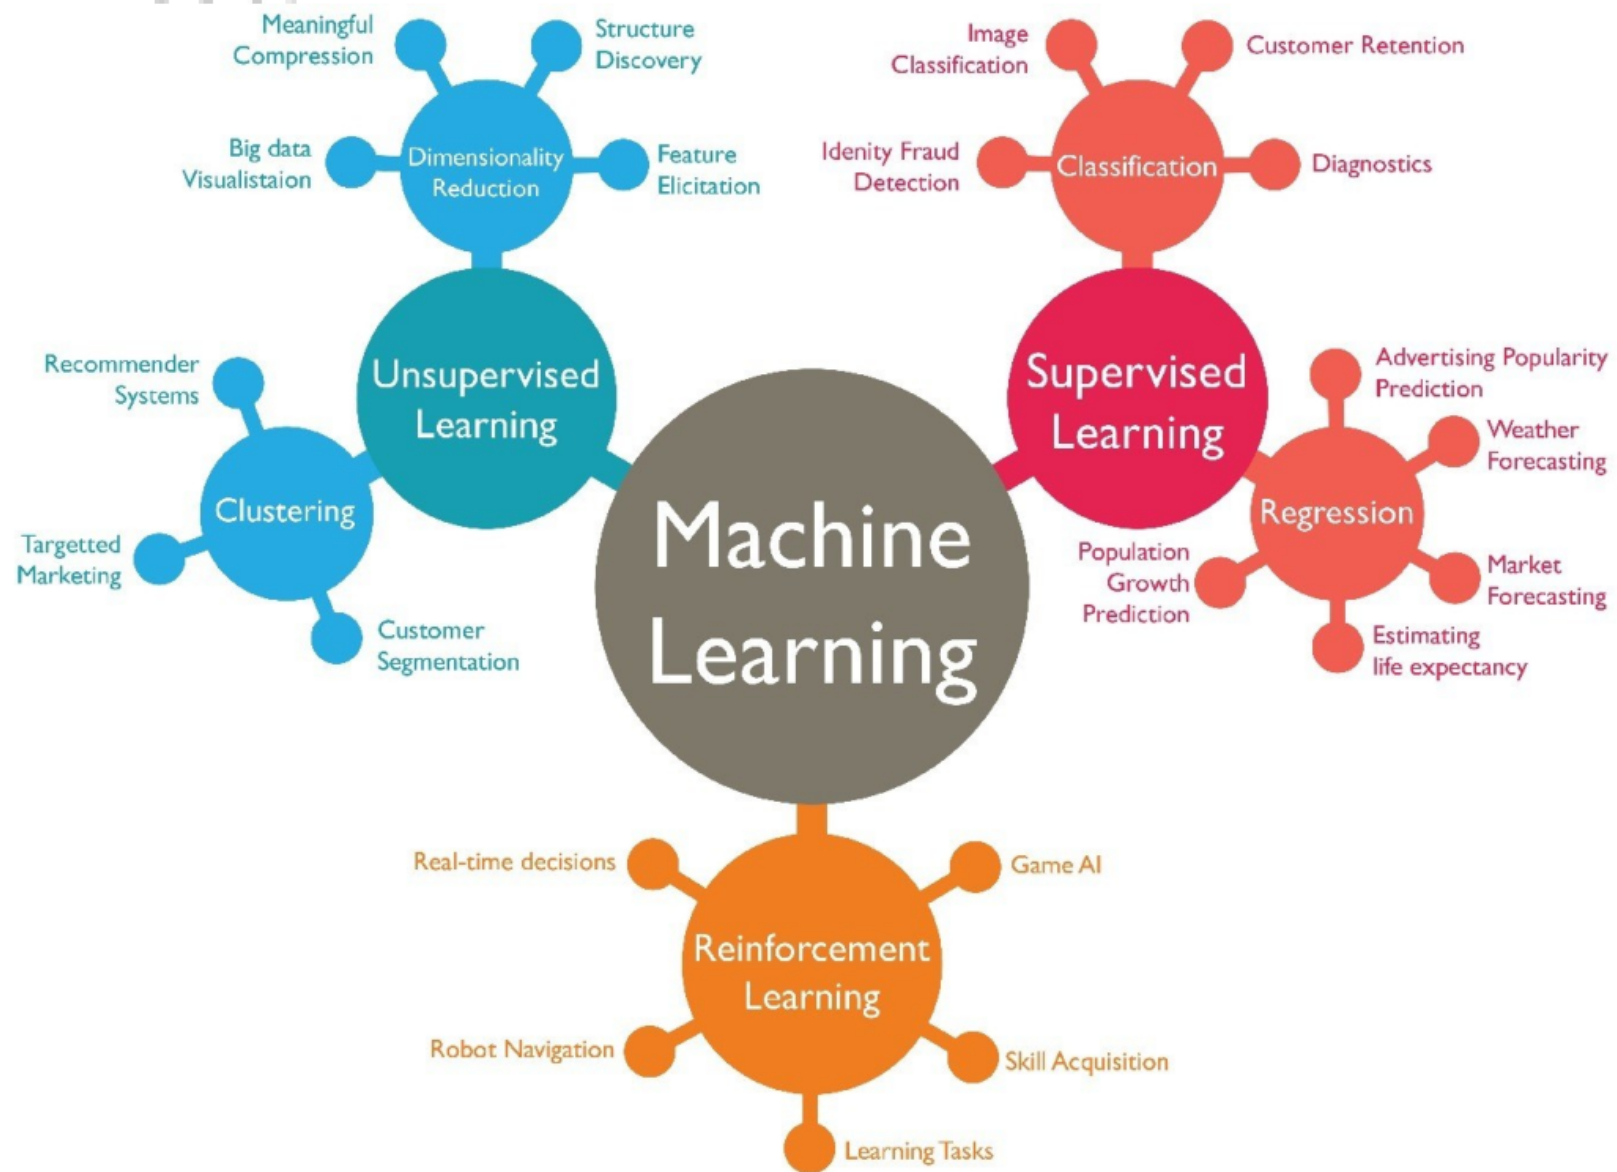 Meaningful
Compression
Structure
Discovery
Big data
Visualistaion
Dimensionality
Reduction
Feature
Elicitation
Image
Classification
Customer Retention
Idenity Fraud
Detection
Classification
Diagnostics
Unsupervised
Learning
Recommender
Systems
Clustering
Targetted
Marketing
Customer
Segmentation
Machine
Learning
Supervised
Learning
Advertising Popularity
Prediction
Weather
Forecasting
Regression
Population
Growth
Prediction
Market
Forecasting
Estimating
life expectancy
Real-time decisions
Game AI
Reinforcement
Learning
Robot Navigation
Skill Acquisition
Learning Tasks